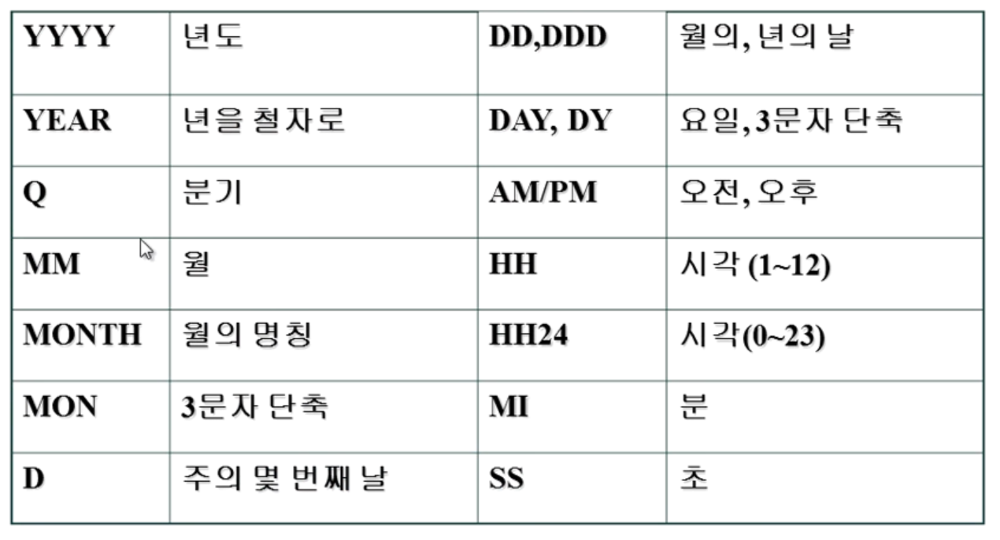 YYYY 년도 DD,DDD 월의, 년의 날
YEAR 년을 철자로 DAY, DY 요일, 3문자 단축
Q 분기 AM/PM 오전, 오후
MM 월 HH 시각 (1~12)
MONTH 월의 명칭 HH24 시각(0~23)
MON 3문자 단축 MI 분
D 주의 몇 번째 날 SS 초